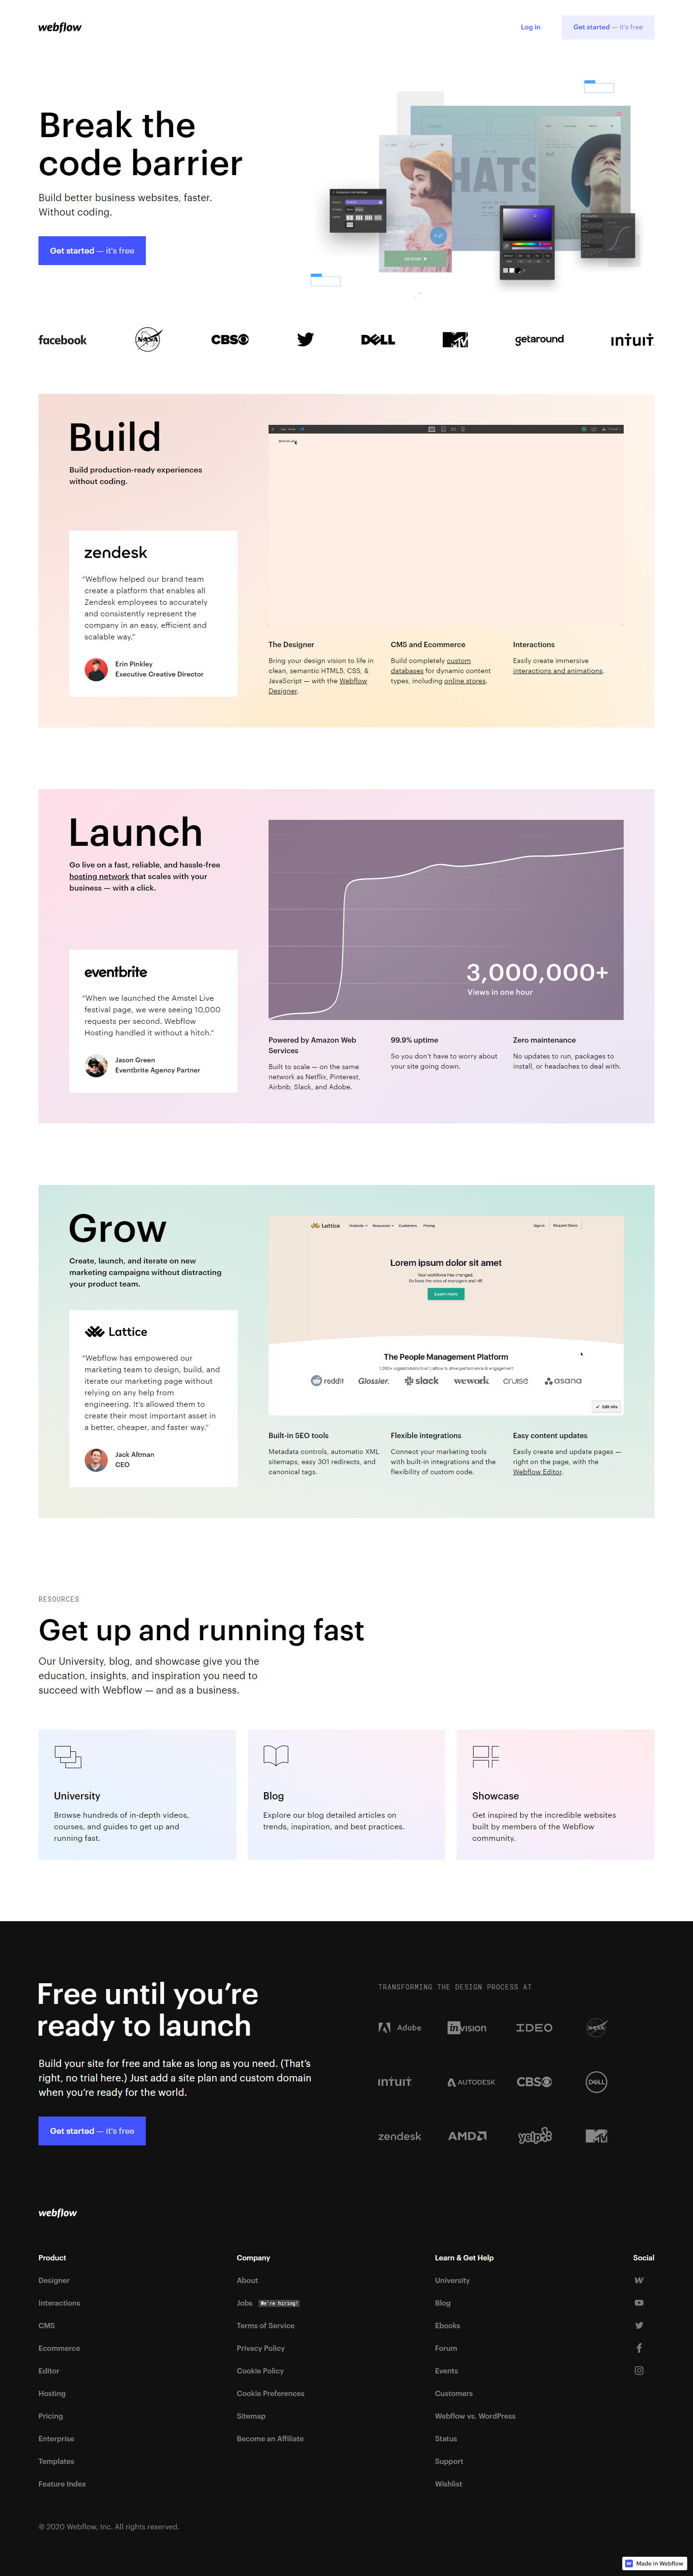 webflow
Log in
Get started — it's free
Break the
code barrier
Build better business websites, faster.
Without coding.
Get started — it's free
HATS
facebook
NASA
CBS
DELL
MTV
getaround
intuit
Build
Build production-ready experiences
without coding.
zendesk
“Webflow helped our brand team
create a platform that enables all
Zendesk employees to accurately
and consistently represent the
company in an easy, efficient and
scalable way.”
Erin Pinkley
Executive Creative Director
The Designer
Bring your design vision to life in
clean, semantic HTML5, CSS, &
JavaScript — with the Webflow
Designer.
CMS and Ecommerce
Build completely custom
databases for dynamic content
types, including online stores.
Interactions
Easily create immersive
interactions and animations.
Launch
Go live on a fast, reliable, and hassle-free
hosting network that scales with your
business — with a click.
3,000,000+
Views in one hour
eventbrite
“When we launched the Amstel Live
festival page, we were seeing 10,000
requests per second. Webflow
Hosting handled it without a hitch.”
Jason Green
Eventbrite Agency Partner
Powered by Amazon Web
Services
Built to scale — on the same
network as Netflix, Pinterest,
Airbnb, Slack, and Adobe.
99.9% uptime
So you don’t have to worry about
your site going down.
Zero maintenance
No updates to run, packages to
install, or headaches to deal with.
Grow
Create, launch, and iterate on new
marketing campaigns without distracting
your product team.
Lattice
Products
Resources
Customers
Pricing
Sign in
Request Demo
Lorem ipsum dolor sit amet
Your workforce has changed.
So have the roles of managers and HR.
Learn more
The People Management Platform
1,300+ organizations trust Lattice to drive performance & engagement
reddit
Glossier.
slack
wework
CRUISE
asana
Edit site
Lattice
“Webflow has empowered our
marketing team to design, build, and
iterate our marketing page without
relying on any help from
engineering. It’s allowed them to
create their most important asset in
a better, cheaper, and faster way.”
Jack Altman
CEO
Built-in SEO tools
Metadata controls, automatic XML
sitemaps, easy 301 redirects, and
canonical tags.
Flexible integrations
Connect your marketing tools
with built-in integrations and the
flexibility of custom code.
Easy content updates
Easily create and update pages —
right on the page, with the
Webflow Editor.
RESOURCES
Get up and running fast
Our University, blog, and showcase give you the
education, insights, and inspiration you need to
succeed with Webflow — and as a business.
University
Browse hundreds of in-depth videos,
courses, and guides to get up and
running fast.
Blog
Explore our blog detailed articles on
trends, inspiration, and best practices.
Showcase
Get inspired by the incredible websites
built by members of the Webflow
community.
Free until you’re
ready to launch
Build your site for free and take as long as you need. (That’s
right, no trial here.) Just add a site plan and custom domain
when you’re ready for the world.
Get started — it's free
TRANSFORMING THE DESIGN PROCESS AT
Adobe
invision
IDEO
NASA
intuit
AUTODESK
CBS
DELL
zendesk
AMD
yelp
MTV
webflow
Product
Designer
Interactions
CMS
Ecommerce
Editor
Hosting
Pricing
Enterprise
Templates
Feature Index
Company
About
Jobs We're hiring!
Terms of Service
Privacy Policy
Cookie Policy
Cookie Preferences
Sitemap
Become an Affiliate
Learn & Get Help
University
Blog
Ebooks
Forum
Events
Customers
Webflow vs. WordPress
Status
Support
Wishlist
Social
© 2020 Webflow, Inc. All rights reserved.
Made in Webflow